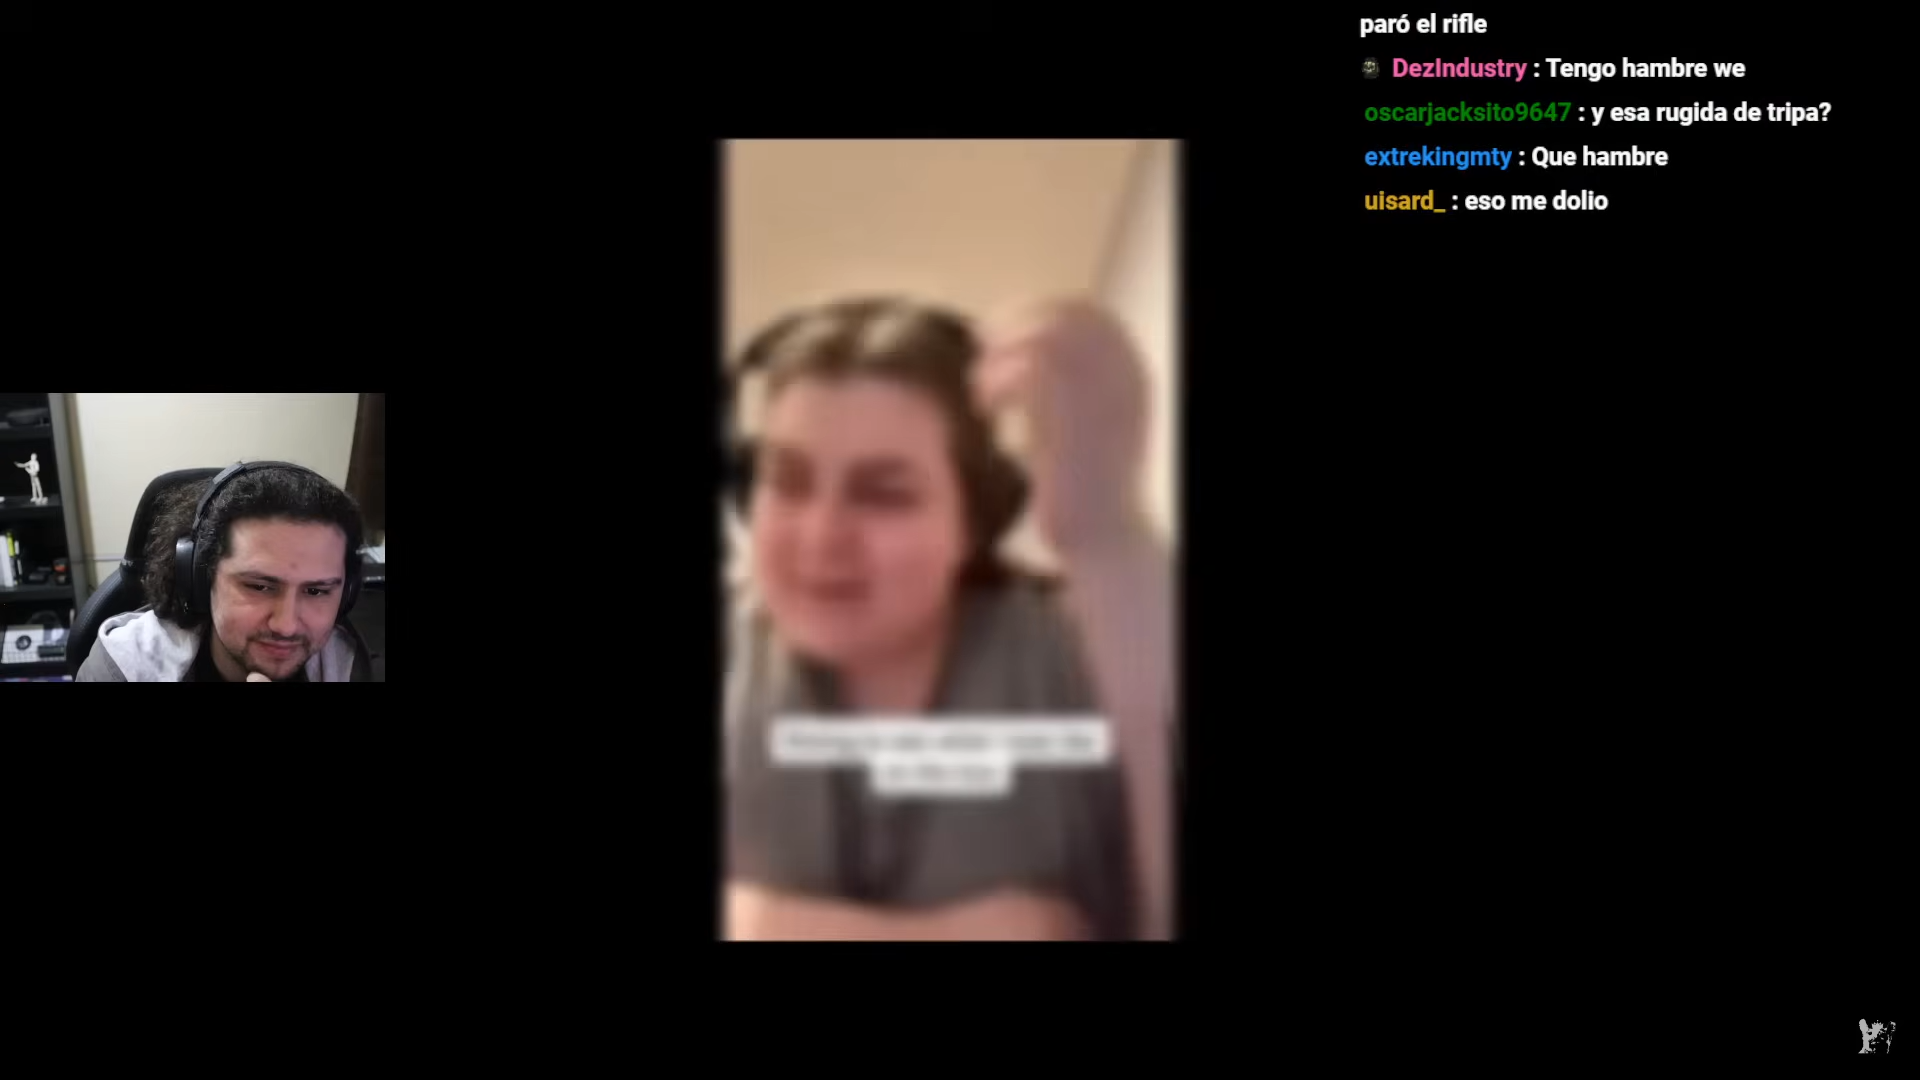 paró el rifle
DezIndustry : Tengo hambre we
oscarjacksito9647 : y esa rugida de tripa?
extrekingmty : Que hambre
uisard_ : eso me dolio